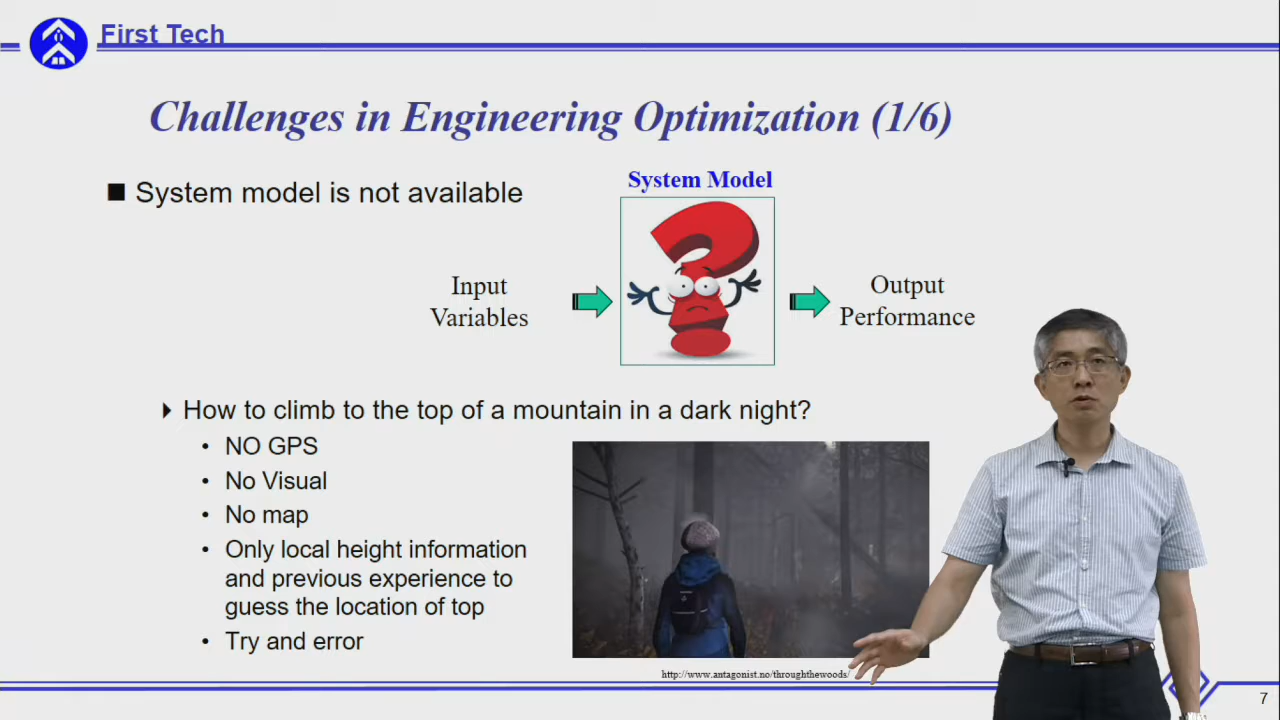 First Tech
Challenges in Engineering Optimization (1/6)
System model is not available
System Model
Input
Variables
Output
Performance
How to climb to the top of a mountain in a dark night?
NO GPS
No Visual
No map
Only local height information
and previous experience to
guess the location of top
Try and error
http://www.antagonist.no/throughthewoods/
7